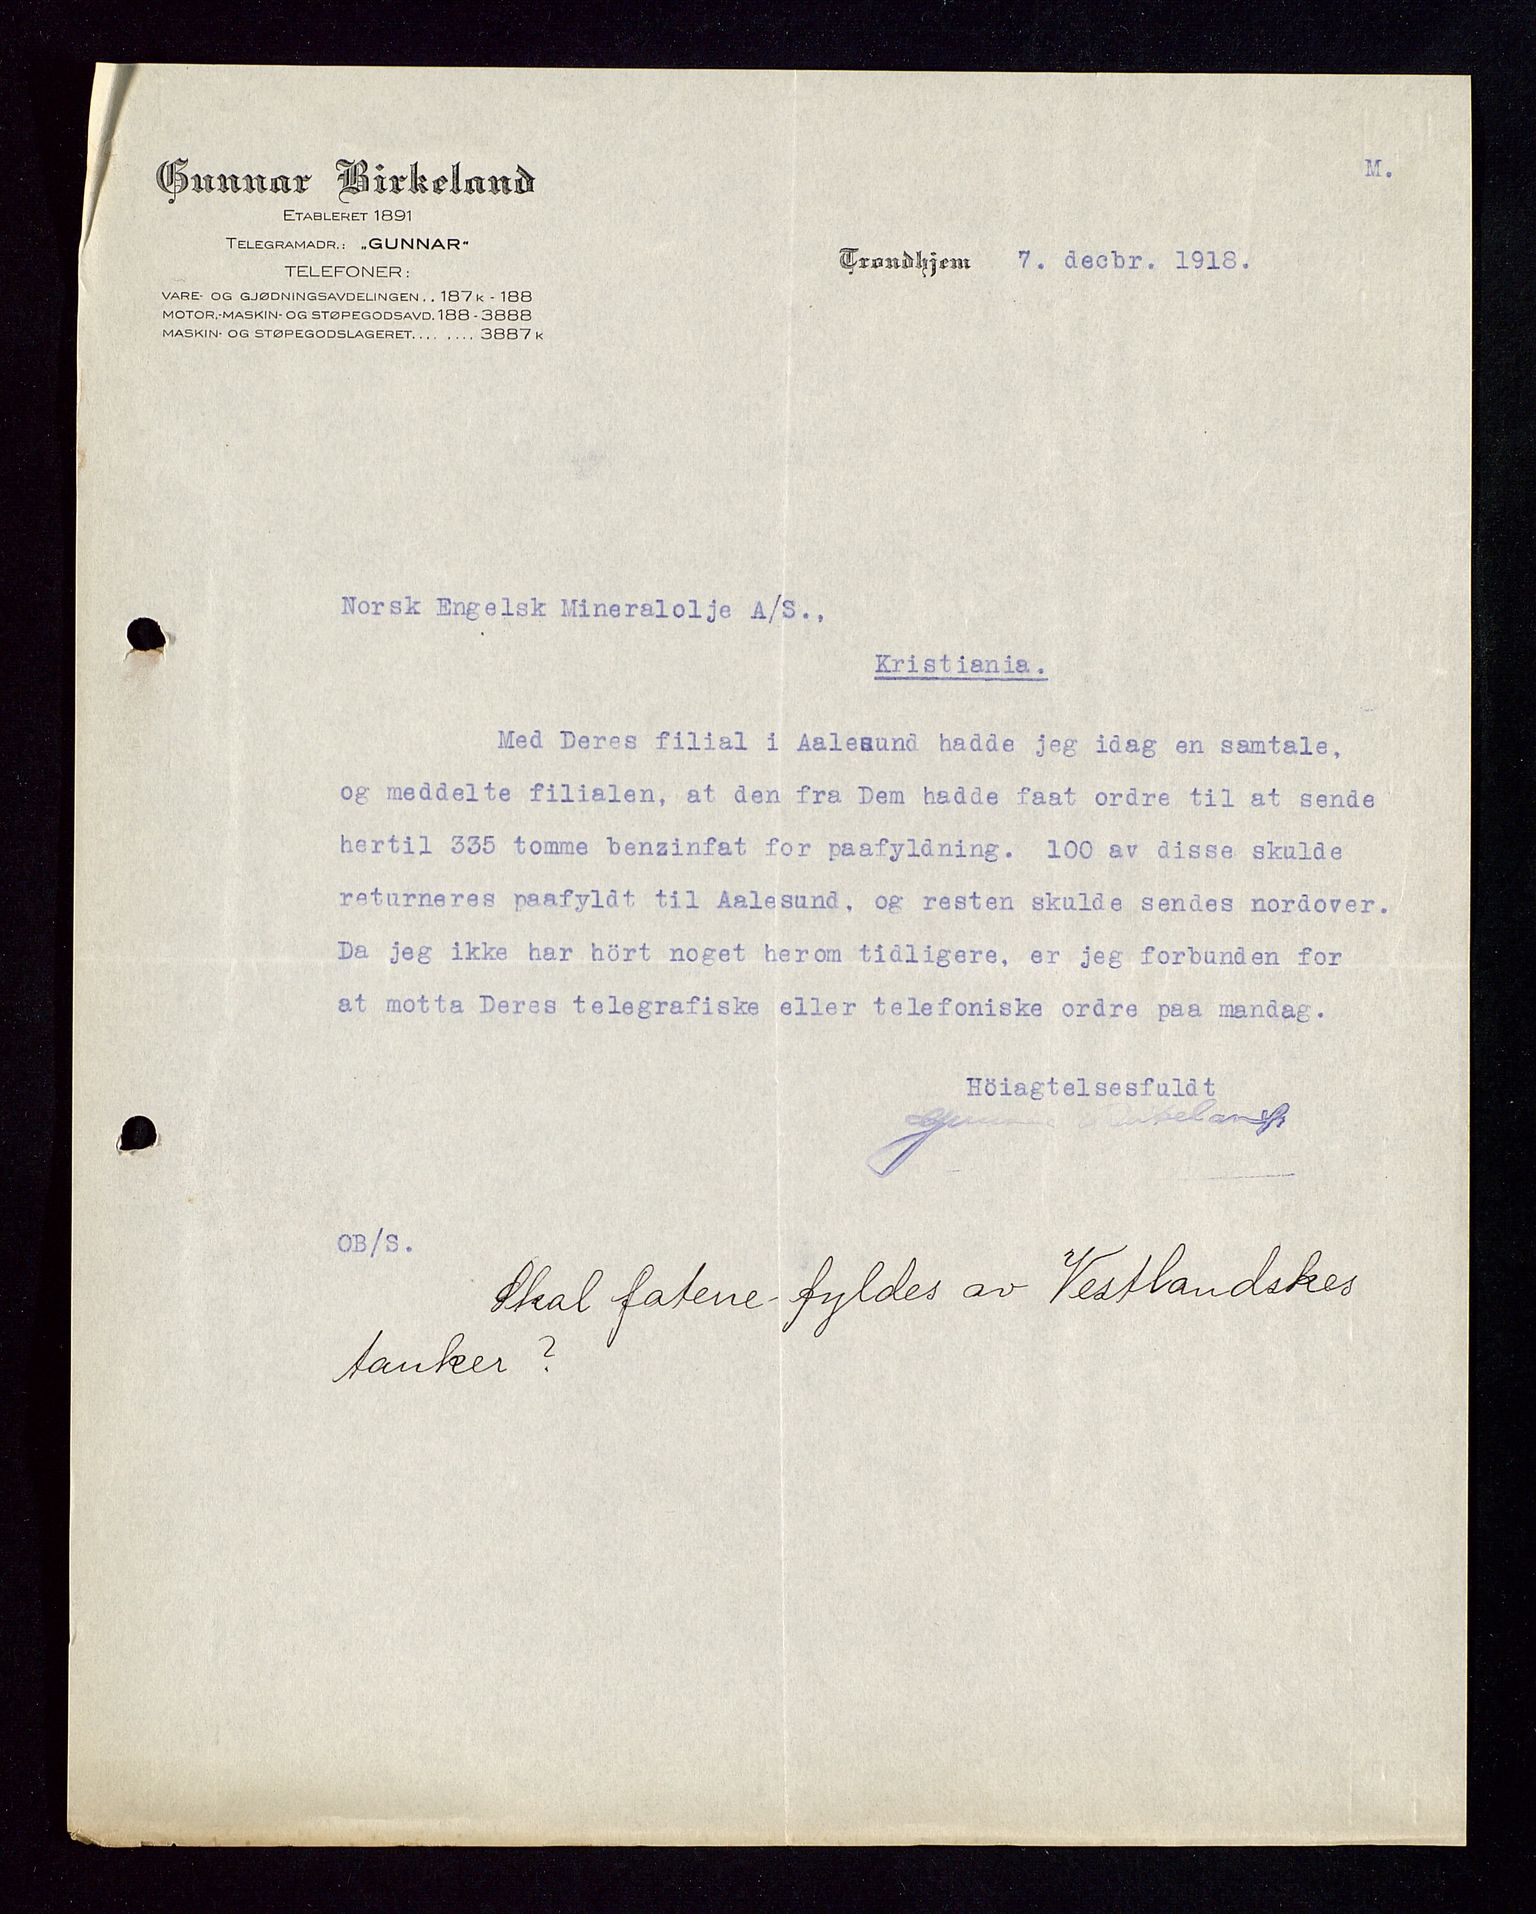 Gunnar Birkeland
ETABLERET 1891
TELEGRAMADR.: „GUNNAR“
TELEFONER:
VARE- OG GJØDNINGSAVDELINGEN.. 187K - 188
MOTOR,-MASKIN- OG STØPEGODSAVD. 188 - 3888
MASKIN- OG STØPEGODSLAGERET.... .... 3887K
M.
Trondhjem 7. decbr. 1918.
Norsk Engelsk Mineralolje A/S.,
Kristiania.
Med Deres filial i Aalesund hadde jeg idag en samtale,
og meddelte filialen, at den fra Dem hadde faat ordre til at sende
hertil 335 tomme benzinfat for paafyldning. 100 av disse skulde
returneres paafyldt til Aalesund, og resten skulde sendes nordover.
Da jeg ikke har hört noget herom tidligere, er jeg forbunden for
at motta Deres telegrafiske eller telefoniske ordre paa mandag.
Höiagtelsesfuldt
Gunnar Birkeland
OB/S.
Skal fatene fyldes av Vestlandskes
tanker?